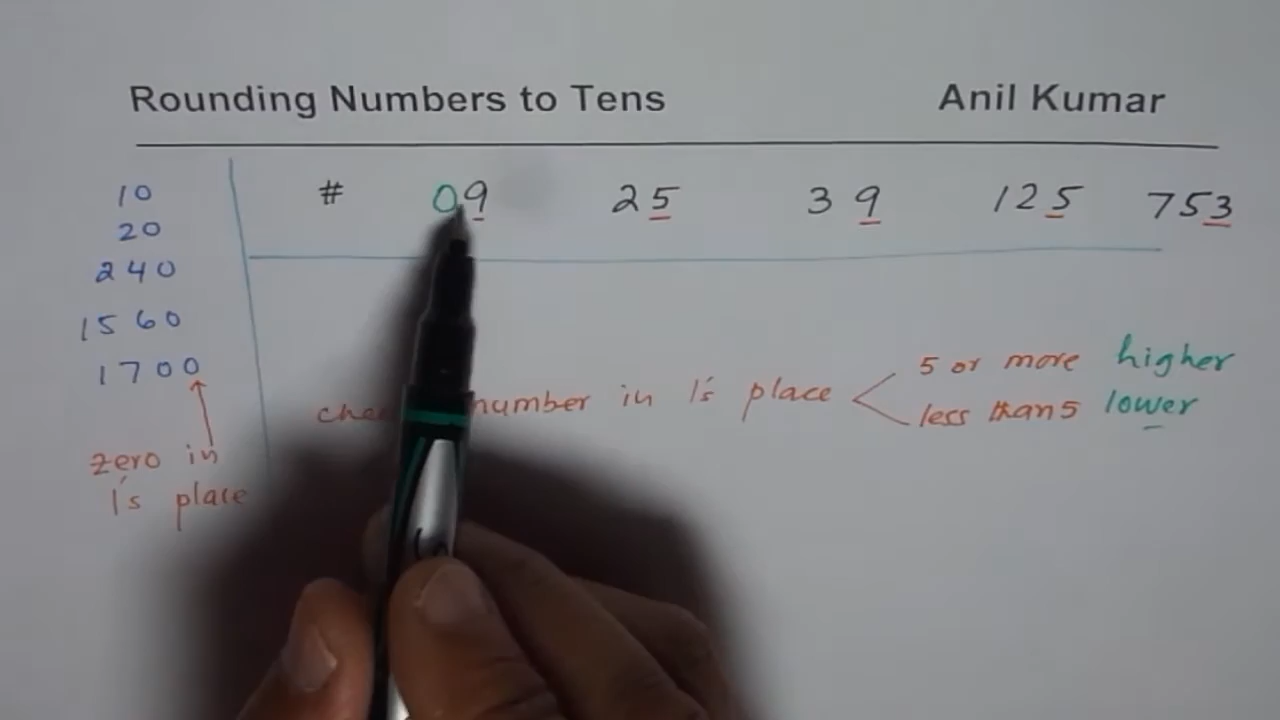 Rounding Numbers to Tens Anil Kumar
# 09 25 39 125 753
10
20
240
1560
1700
zero in
1's place
number in 1's place
5 or more higher
less than 5 lower